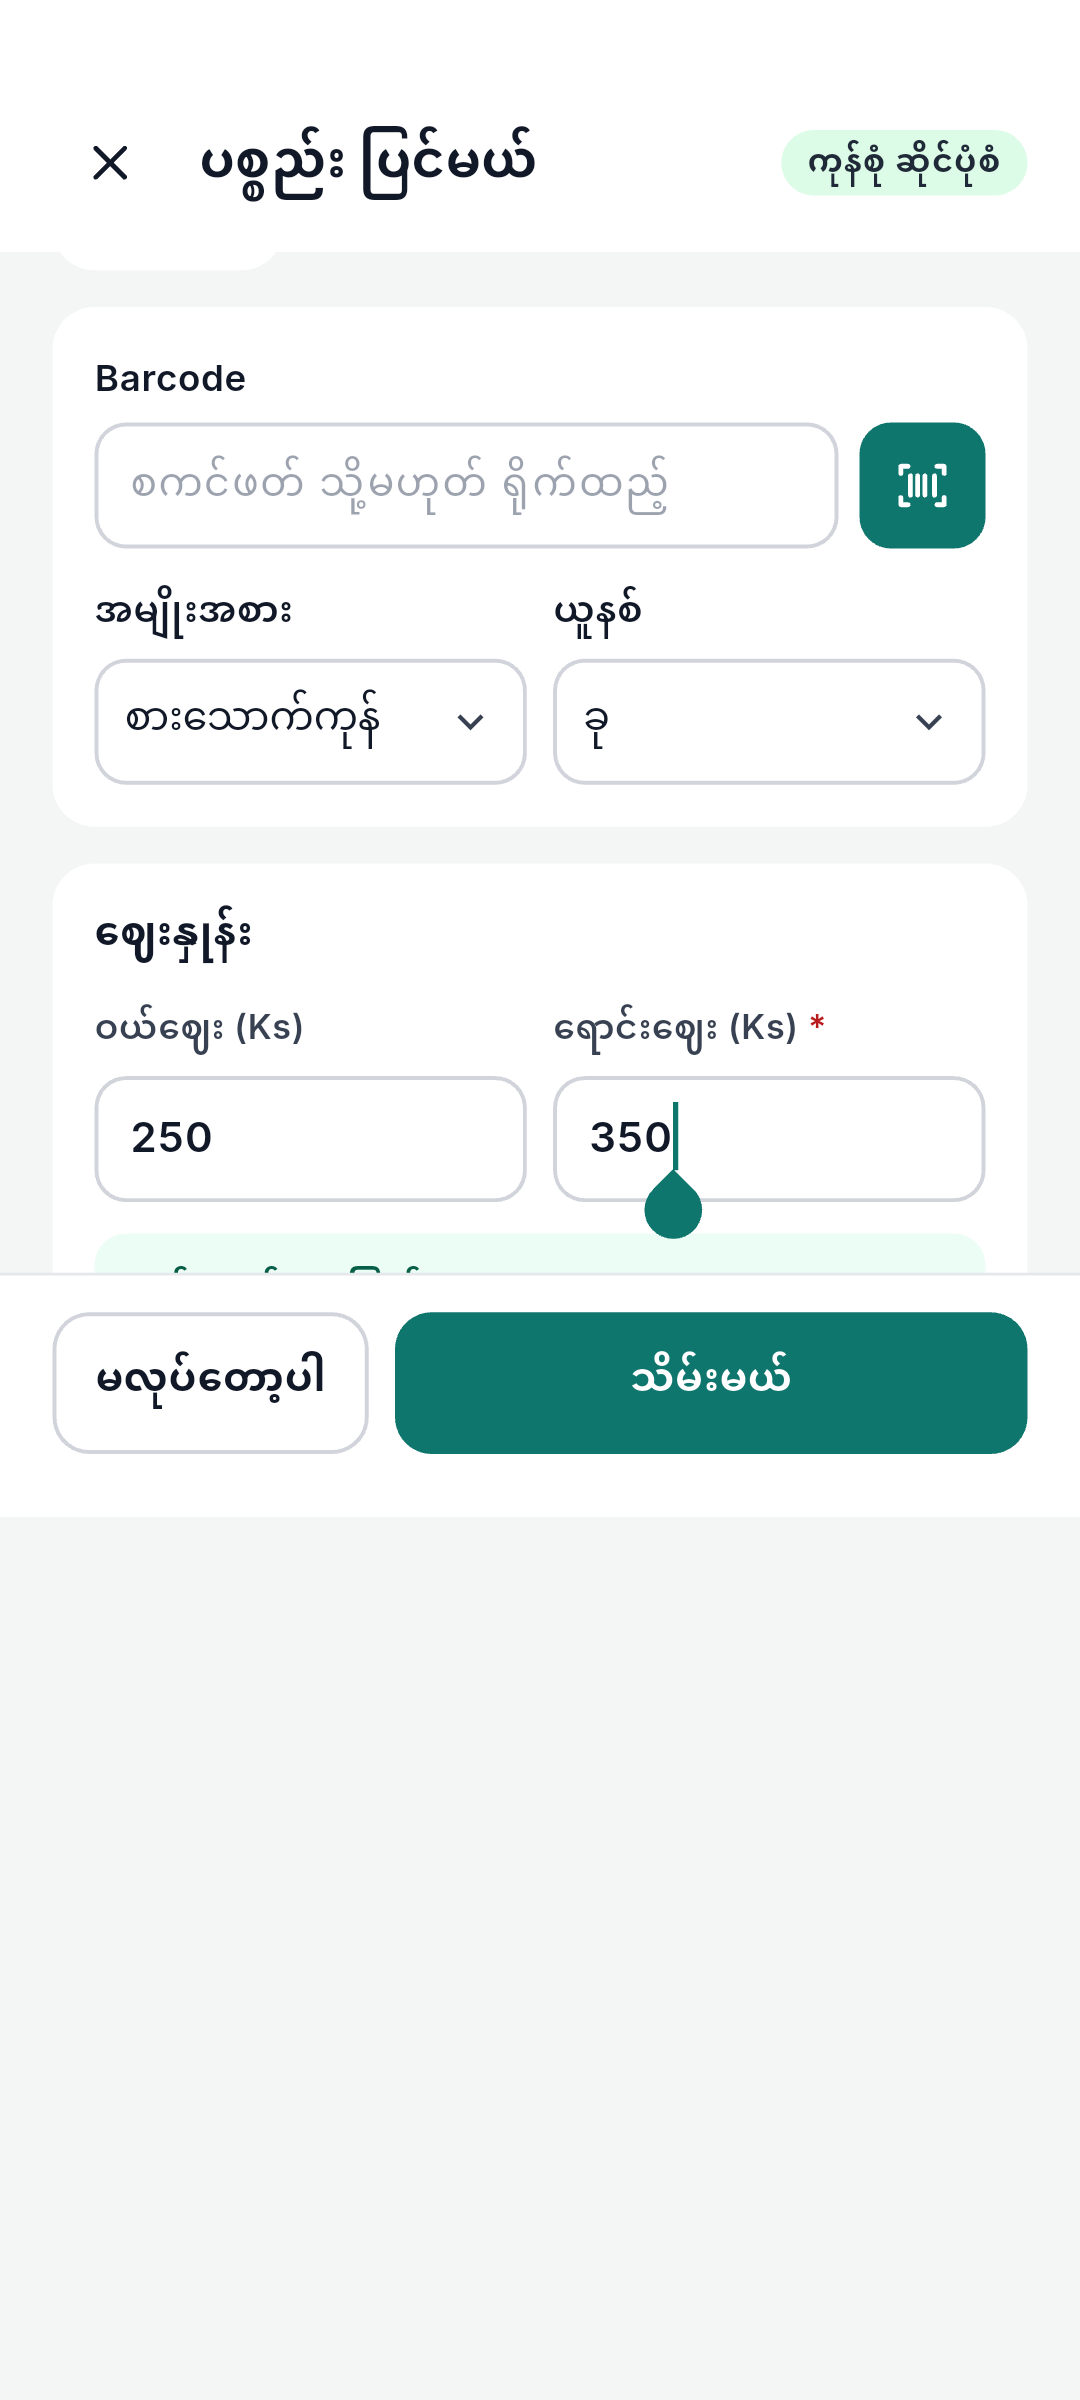 ပစ္စည်း ပြင်မယ်
ကုန်စုံ ဆိုင်ပုံစံ
Barcode
စကင်ဖတ် သို့မဟုတ် ရိုက်ထည့်
အမျိုးအစား ယူနစ်
စားသောက်ကုန် ခု
ဈေးနှုန်း
ဝယ်ဈေး (Ks) ရောင်းဈေး (Ks) *
250 350
မလုပ်တော့ပါ သိမ်းမယ်